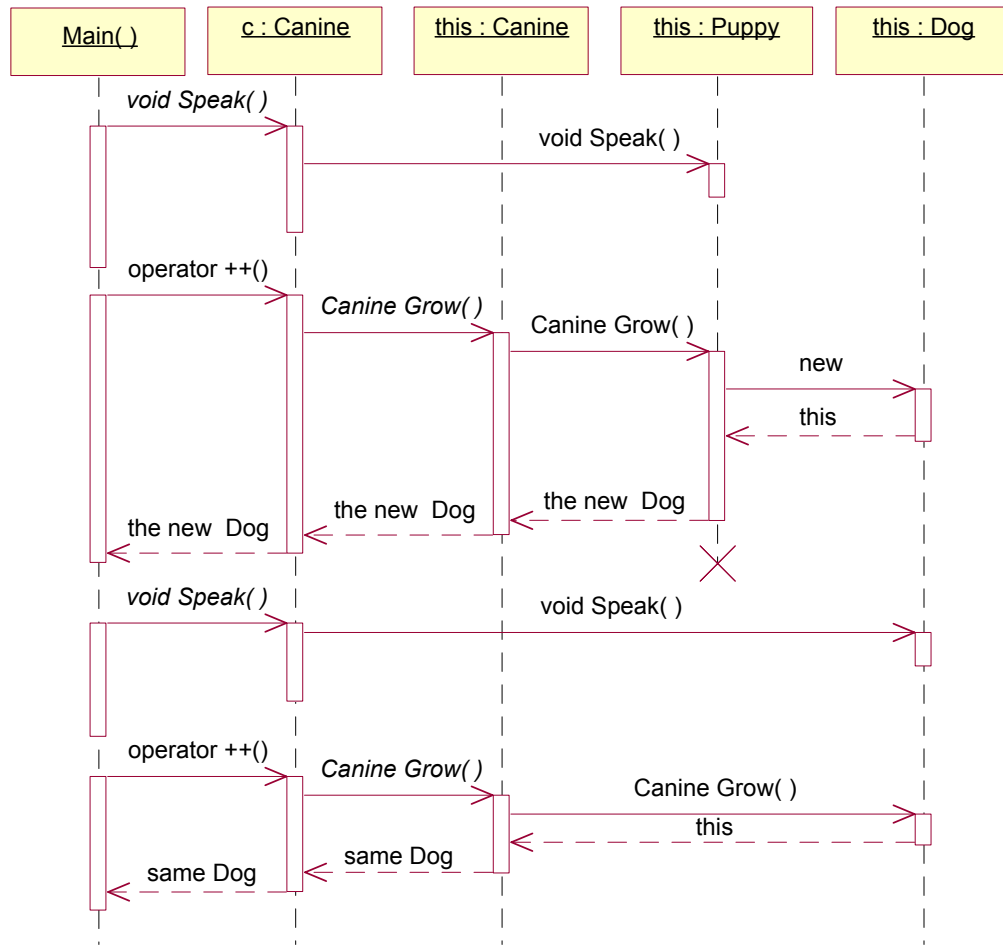 Main( )
c : Canine
this : Canine
this : Puppy
this : Dog
void Speak( )
void Speak( )
operator ++()
Canine Grow( )
Canine Grow( )
new
this
the new Dog
the new Dog
the new Dog
void Speak( )
void Speak( )
operator ++()
Canine Grow( )
Canine Grow( )
this
same Dog
same Dog